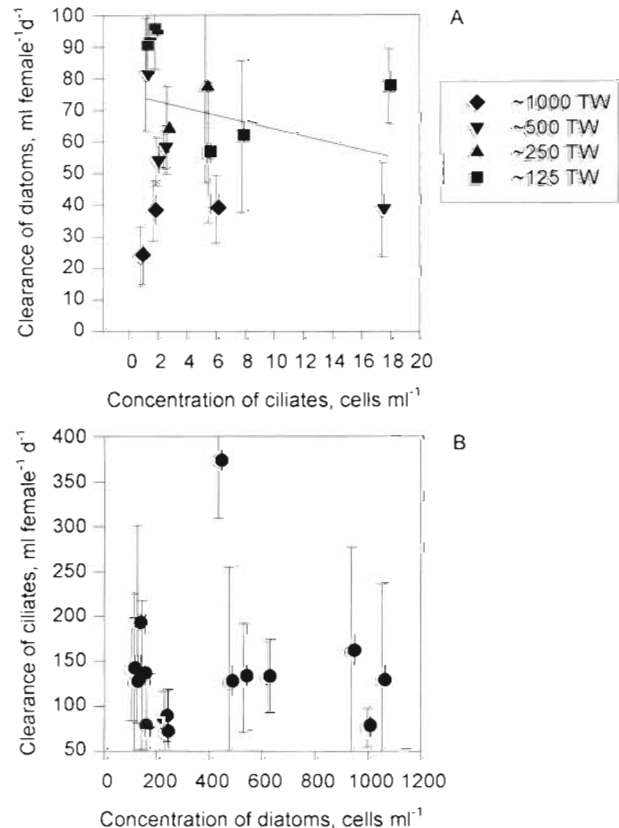 A
100
90
80
70
60
50
40
30
20
10
0
Clearance of diatoms, ml female⁻¹d⁻¹
0 2 4 6 8 10 12 14 16 18 20
Concentration of ciliates, cells ml⁻¹
~1000 TW
~500 TW
~250 TW
~125 TW
B
400
350
300
250
200
150
100
50
Clearance of ciliates, ml female⁻¹ d⁻¹
0 200 400 600 800 1000 1200
Concentration of diatoms, cells ml⁻¹